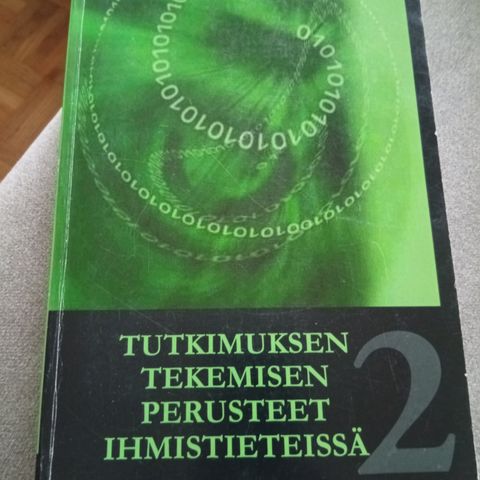 TUTKIMUKSEN
TEKEMISEN
PERUSTEET
IHMISTIETEISSÄ
2